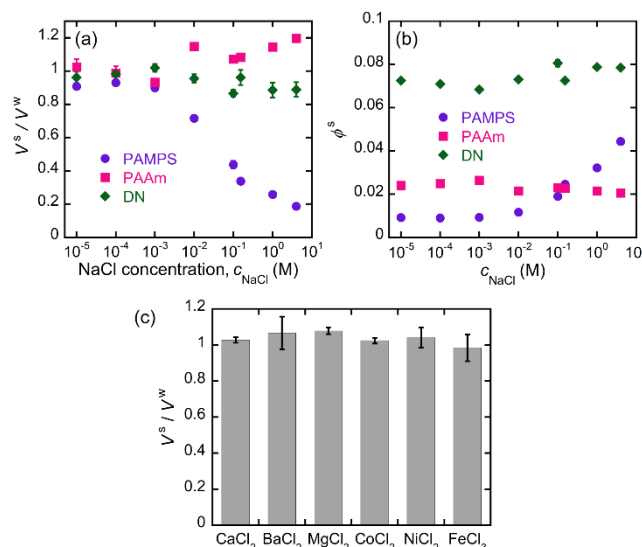 (a)
1.2
1
0.8
0.6
0.4
0.2
0
V^s / V^w
PAMPS
PAAm
DN
10^-5 10^-4 10^-3 10^-2 10^-1 10^0 10^1
NaCl concentration, c_NaCl (M)
(b)
0.1
0.08
0.06
0.04
0.02
0
ϕ^s
PAMPS
PAAm
DN
10^-5 10^-4 10^-3 10^-2 10^-1 10^0 10^1
c_NaCl (M)
(c)
1.2
1
0.8
0.6
0.4
0.2
0
V^s / V^w
CaCl2 BaCl2 MgCl2 CoCl2 NiCl2 FeCl3